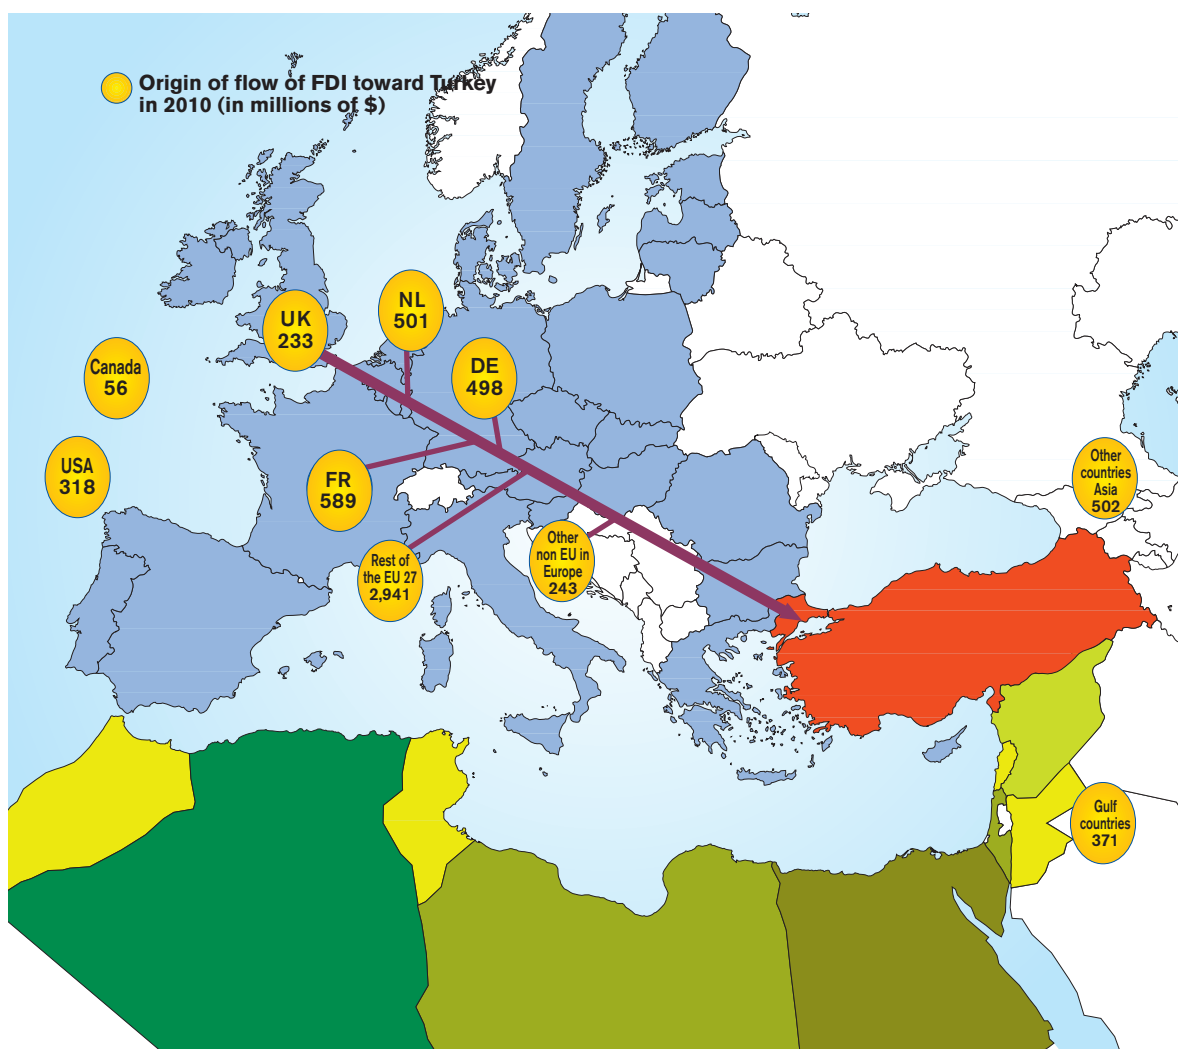 Origin of flow of FDI toward Turkey
in 2010 (in millions of $)
NL
501
UK
233
DE
498
Canada
56
USA
318
FR
589
Other
countries
Asia
502
Rest of
the EU 27
2,941
Other
non EU in
Europe
243
Gulf
countries
371